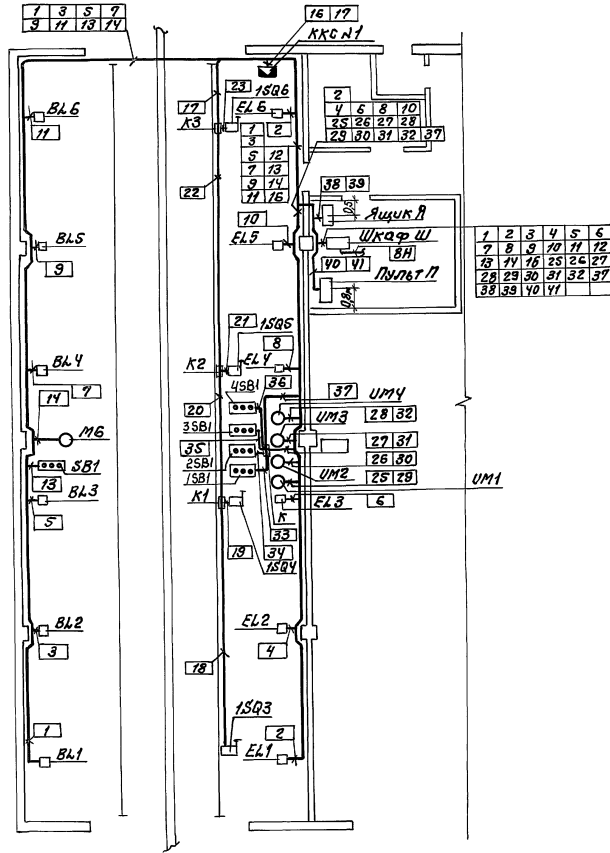 1 3 5 7
9 11 13 14
16 17
ККС №1
BL6
11
17
К3
23
1SQ6
EL6
1 2
3
5 12
7 13
9 14
11 16
2
4 6 8 10
25 26 27 28
29 30 31 32 37
22
38 39
0,5
Ящик Я
10
EL5
Шкаф Ш
8Н
40 41
Пульт П
0,8м
1 2 3 4 5 6
7 8 9 10 11 12
13 14 15 25 26 27
28 29 30 31 32 37
38 39 40 41
BL5
9
21
1SQ5
К2
EL4
8
BL4
7
20
4SB1
36
37
UM4
14
М6
3SB1
UM3
28 32
35
27 31
SB1
13
2SB1
26 30
1SB1
UM2
25 29
UM1
BL3
5
К1
К
EL3
6
33
19
34
1SQ4
BL2
3
EL2
4
18
1
BL1
1SQ3
EL1
2